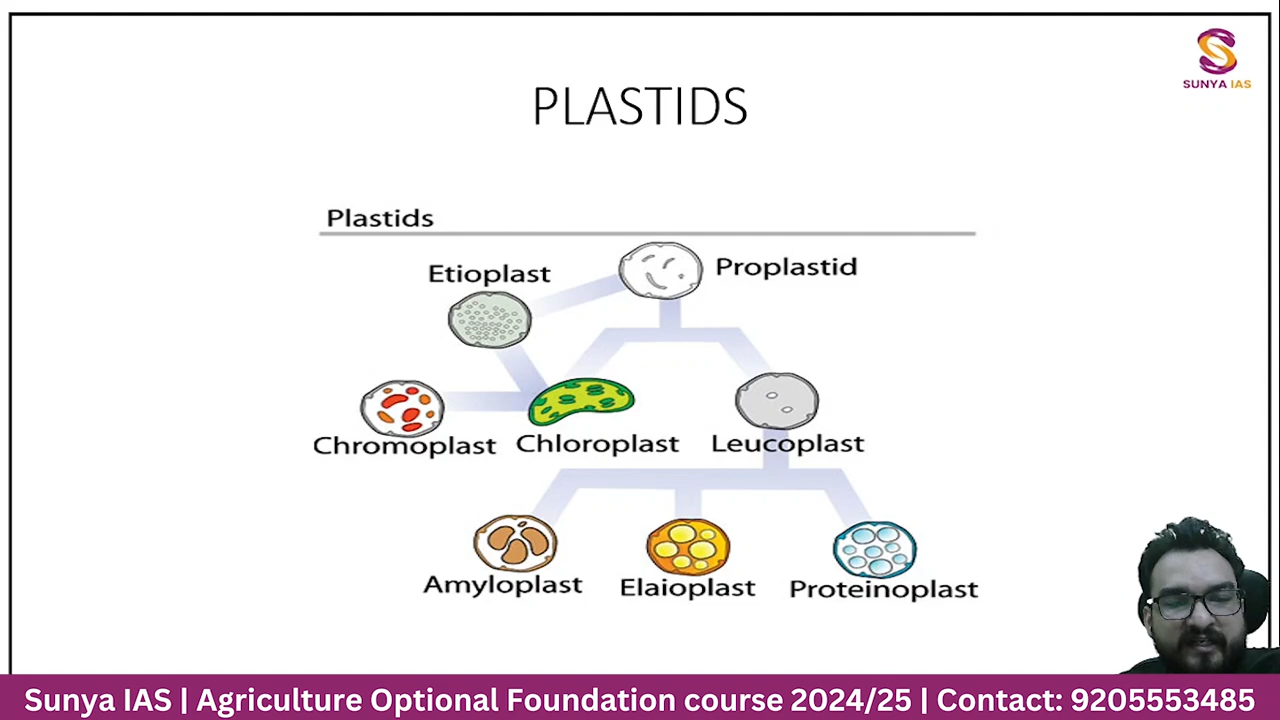 SUNYA IAS
PLASTIDS
Plastids
Etioplast
Proplastid
Chromoplast
Chloroplast
Leucoplast
Amyloplast
Elaioplast
Proteinoplast
Sunya IAS | Agriculture Optional Foundation course 2024/25 | Contact: 9205553485